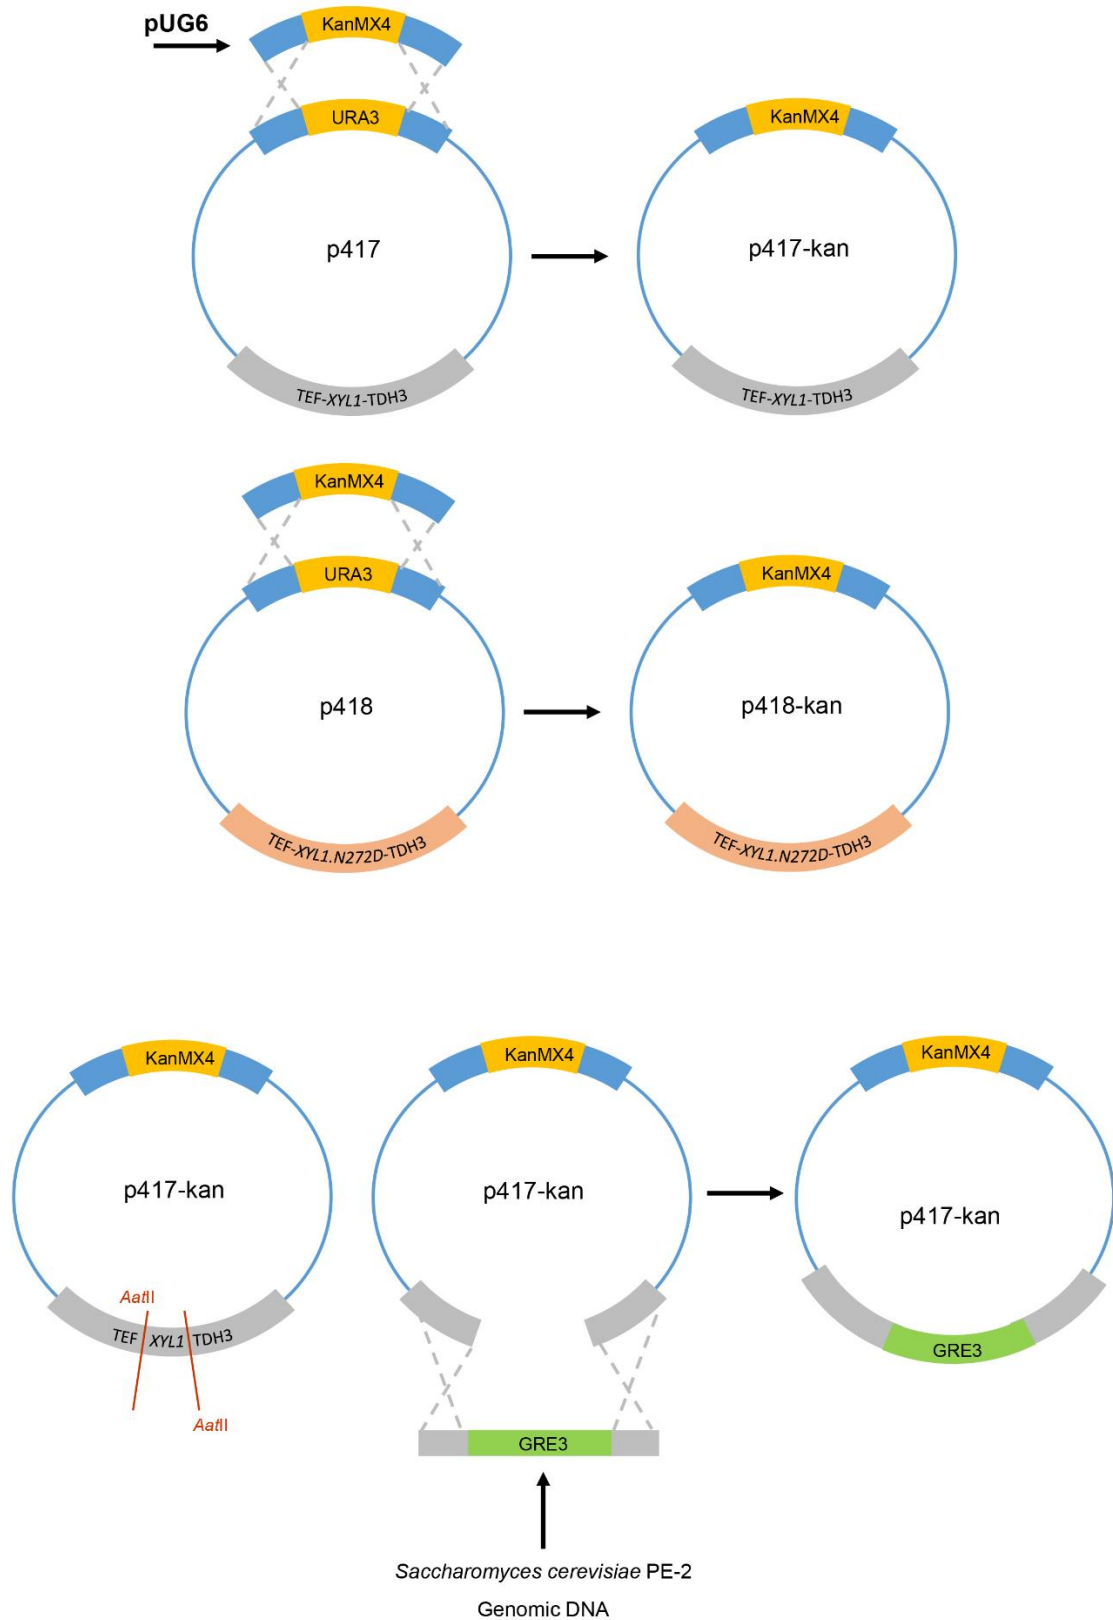 pUG6
KanMX4
URA3
KanMX4
p417
p417-kan
TEF-XYL1-TDH3
TEF-XYL1-TDH3
KanMX4
URA3
KanMX4
p418
p418-kan
TEF-XYL1.N272D-TDH3
TEF-XYL1.N272D-TDH3
KanMX4
KanMX4
KanMX4
p417-kan
p417-kan
p417-kan
AatII
TEF XYL1 TDH3
AatII
GRE3
GRE3
Saccharomyces cerevisiae PE-2
Genomic DNA